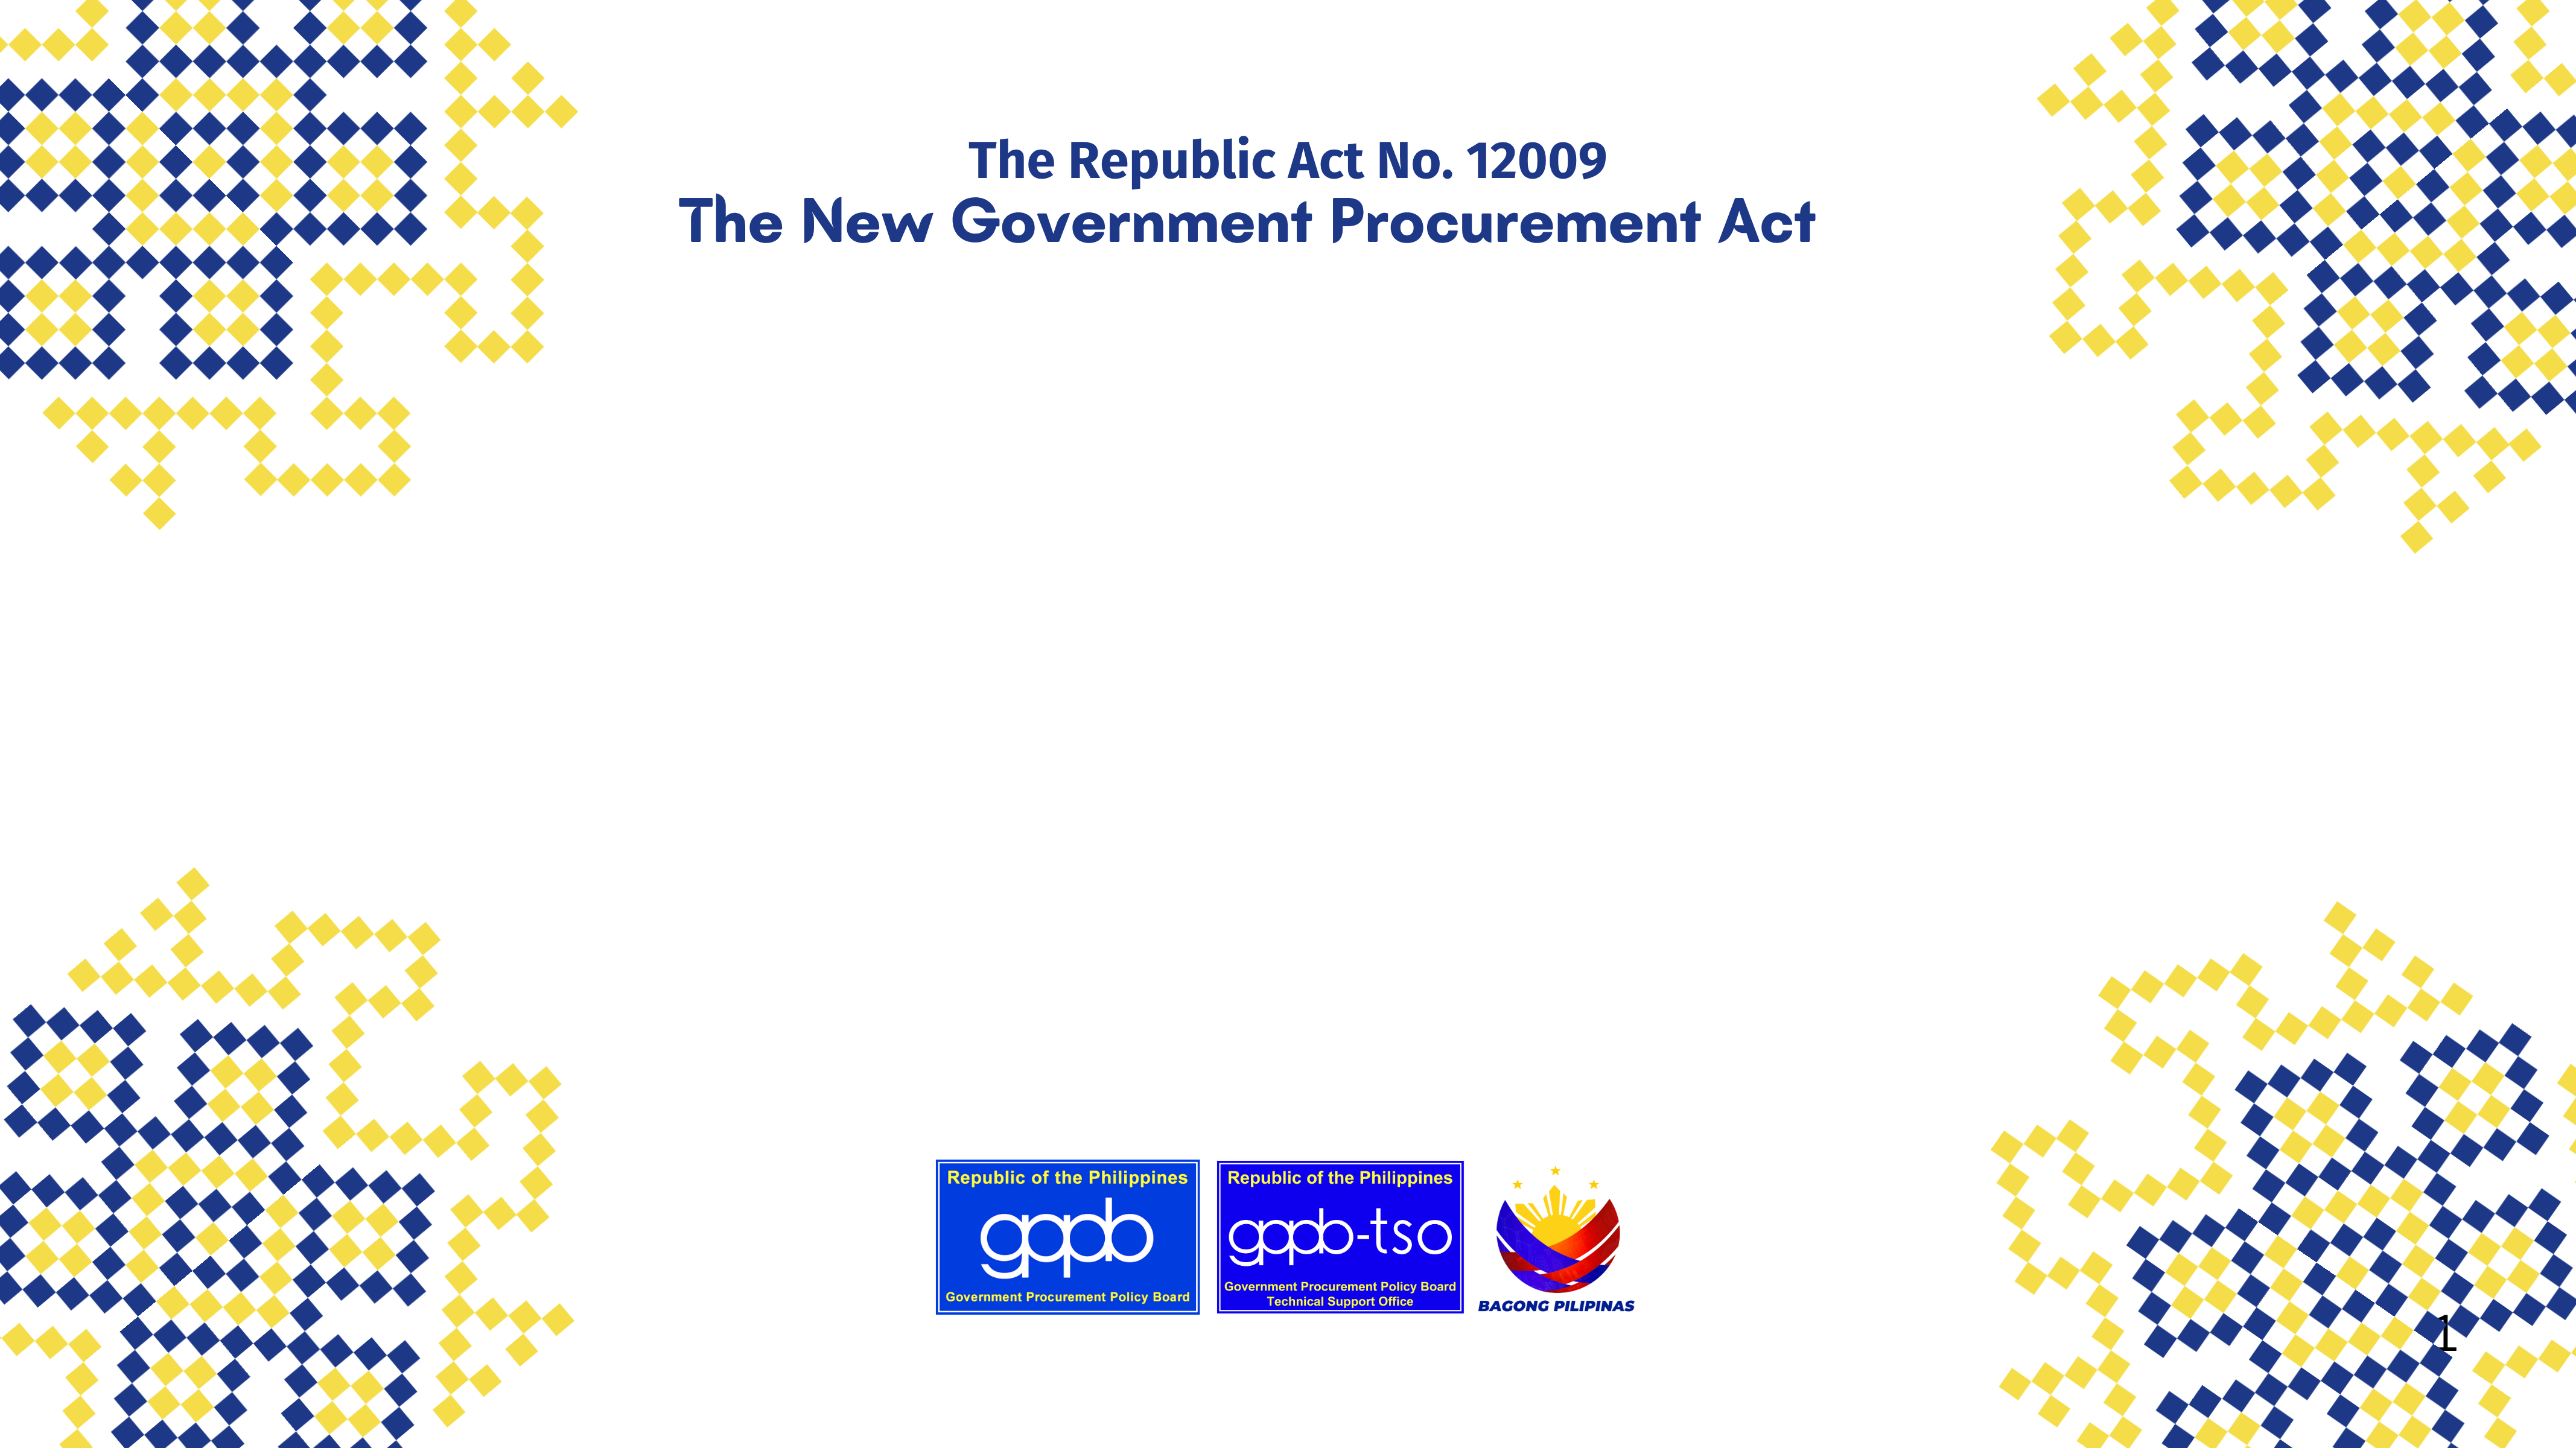 The Republic Act No. 12009
The New Government Procurement Act
Republic of the Philippines
gppb
Government Procurement Policy Board
Republic of the Philippines
gppb-tso
Government Procurement Policy Board
Technical Support Office
BAGONG PILIPINAS
1